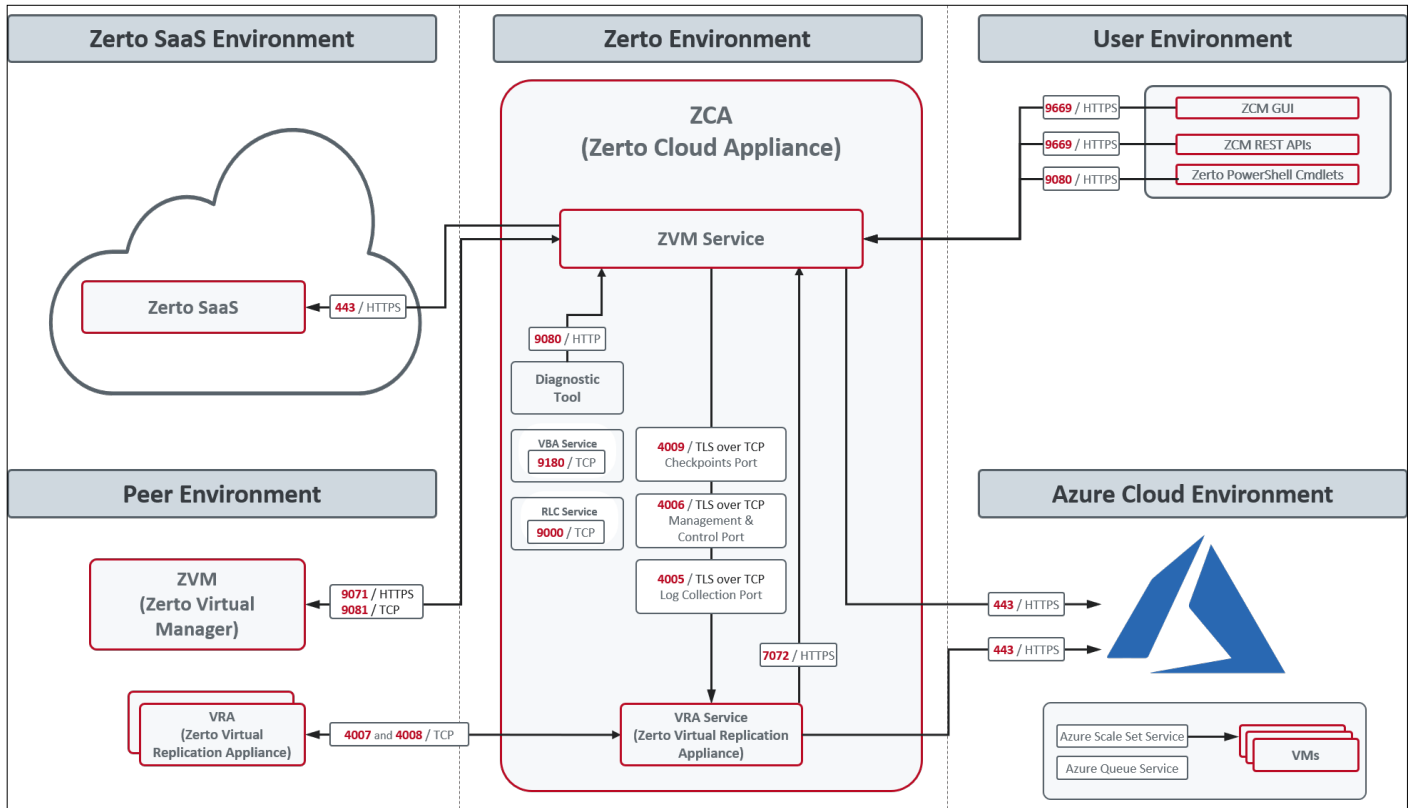 Zerto SaaS Environment
Zerto Environment
User Environment
ZCA
(Zerto Cloud Appliance)
9669 / HTTPS
ZCM GUI
9669 / HTTPS
ZCM REST APIs
9080 / HTTPS
Zerto PowerShell Cmdlets
ZVM Service
Zerto SaaS
443 / HTTPS
9080 / HTTP
Diagnostic
Tool
VBA Service
9180 / TCP
RLC Service
9000 / TCP
4009 / TLS over TCP
Checkpoints Port
4006 / TLS over TCP
Management &
Control Port
4005 / TLS over TCP
Log Collection Port
7072 / HTTPS
VRA Service
(Zerto Virtual Replication
Appliance)
Peer Environment
ZVM
(Zerto Virtual
Manager)
9071 / HTTPS
9081 / TCP
VRA
(Zerto Virtual
Replication Appliance)
4007 and 4008 / TCP
Azure Cloud Environment
443 / HTTPS
443 / HTTPS
Azure Scale Set Service
Azure Queue Service
VMs